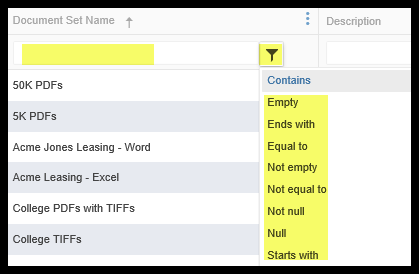 Document Set Name
Description
50K PDFs
5K PDFs
Acme Jones Leasing - Word
Acme Leasing - Excel
College PDFs with TIFFs
College TIFFs
Contains
Empty
Ends with
Equal to
Not empty
Not equal to
Not null
Null
Starts with